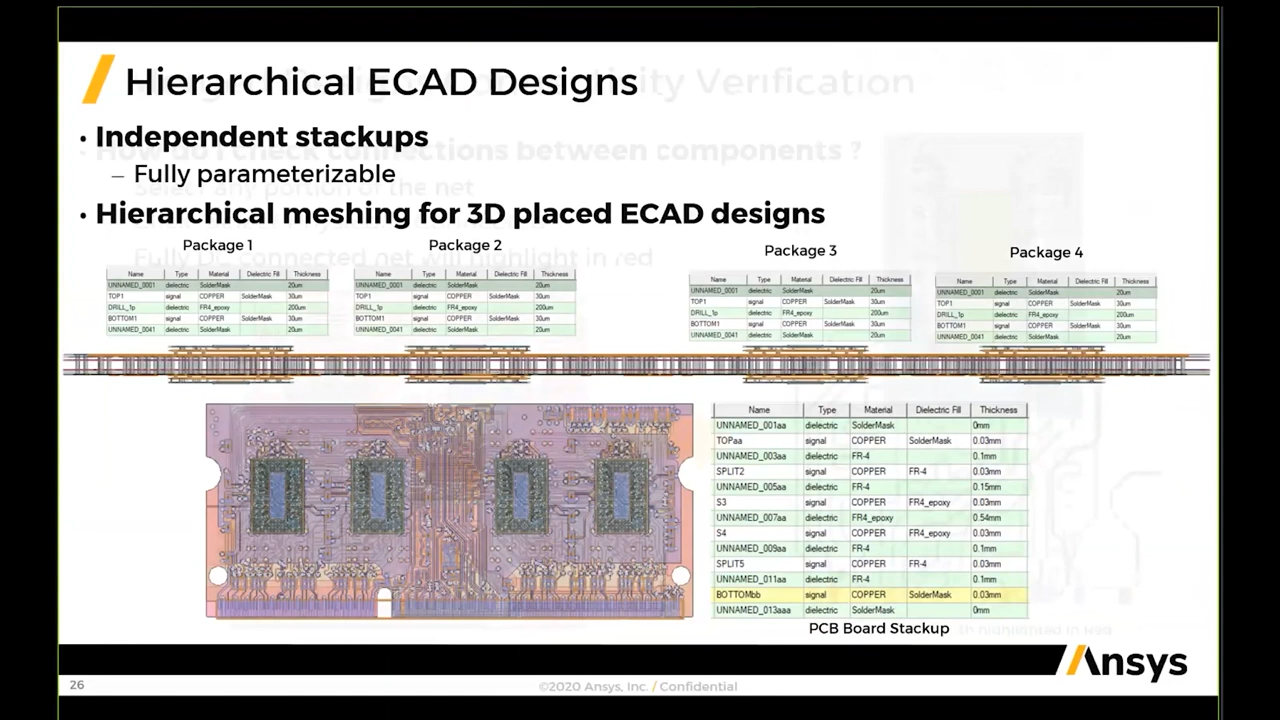 Hierarchical ECAD Designs
• Independent stackups
– Fully parameterizable
• Hierarchical meshing for 3D placed ECAD designs
Package 1
Name Type Material Dielectric Fill Thickness
UNNAMED_0001 dielectric SolderMask 20um
TOP1 signal COPPER SolderMask 30um
DRILL_1p dielectric FR4_epoxy 200um
BOTTOM1 signal COPPER SolderMask 30um
UNNAMED_0041 dielectric SolderMask 20um
Package 2
Name Type Material Dielectric Fill Thickness
UNNAMED_0001 dielectric SolderMask 20um
TOP1 signal COPPER SolderMask 30um
DRILL_1p dielectric FR4_epoxy 200um
BOTTOM1 signal COPPER SolderMask 30um
UNNAMED_0041 dielectric SolderMask 20um
Package 3
Name Type Material Dielectric Fill Thickness
UNNAMED_0001 dielectric SolderMask 20um
TOP1 signal COPPER SolderMask 30um
DRILL_1p dielectric FR4_epoxy 200um
BOTTOM1 signal COPPER SolderMask 30um
UNNAMED_0041 dielectric SolderMask 20um
Package 4
Name Type Material Dielectric Fill Thickness
UNNAMED_0001 dielectric SolderMask 20um
TOP1 signal COPPER SolderMask 30um
DRILL_1p dielectric FR4_epoxy 200um
BOTTOM1 signal COPPER SolderMask 30um
UNNAMED_0041 dielectric SolderMask 20um
Name Type Material Dielectric Fill Thickness
UNNAMED_001aa dielectric SolderMask 0mm
TOPaa signal COPPER SolderMask 0.03mm
UNNAMED_003aa dielectric FR-4 0.1mm
SPLIT2 signal COPPER FR-4 0.03mm
UNNAMED_005aa dielectric FR-4 0.15mm
S3 signal COPPER FR4_epoxy 0.03mm
UNNAMED_007aa dielectric FR4_epoxy 0.54mm
S4 signal COPPER FR4_epoxy 0.03mm
UNNAMED_009aa dielectric FR-4 0.1mm
SPLIT5 signal COPPER FR-4 0.03mm
UNNAMED_011aa dielectric FR-4 0.1mm
BOTTOMbb signal COPPER SolderMask 0.03mm
UNNAMED_013aaa dielectric SolderMask 0mm
PCB Board Stackup
Ansys
26
©2020 Ansys, Inc. / Confidential